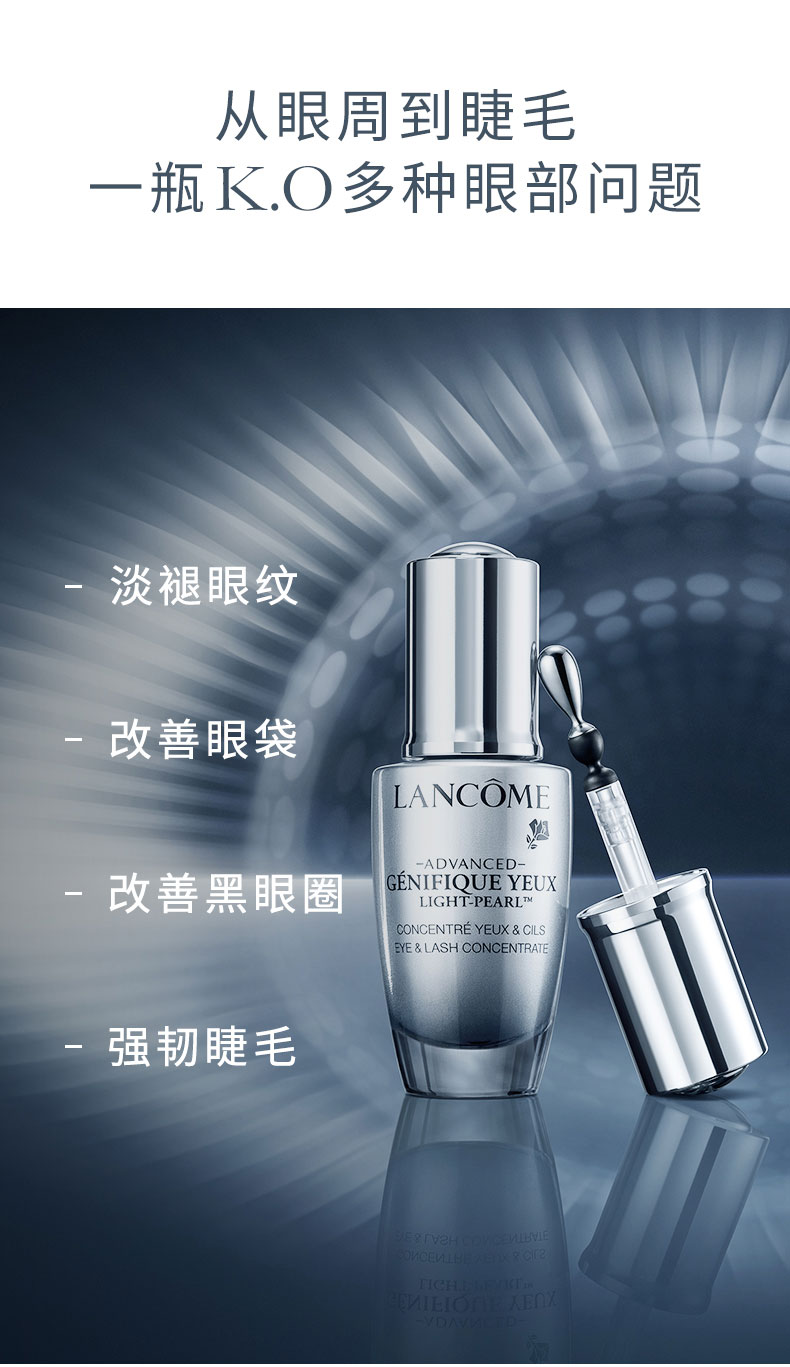 从眼周到睫毛
一瓶K.O多种眼部问题
- 淡褪眼纹
- 改善眼袋
- 改善黑眼圈
- 强韧睫毛
LANCÔME
-ADVANCED-
GÉNIFIQUE YEUX
LIGHT-PEARL™
CONCENTRÉ YEUX & CILS
EYE & LASH CONCENTRATE